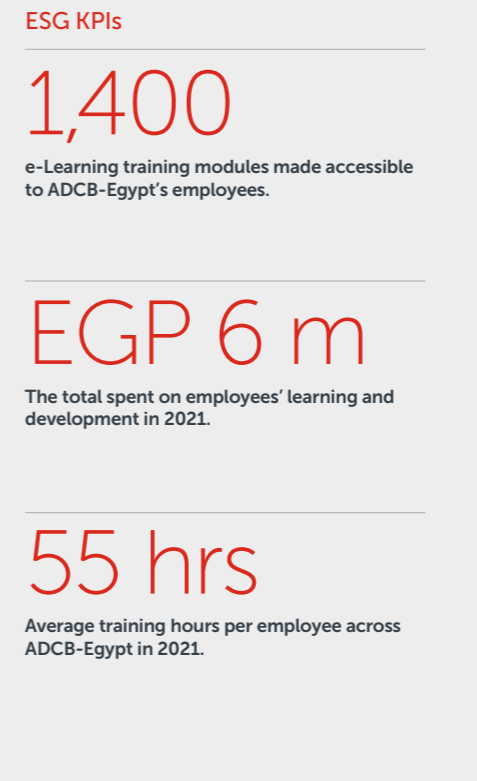 ESG KPIs
1,400
e-Learning training modules made accessible
to ADCB-Egypt’s employees.
EGP 6 m
The total spent on employees’ learning and
development in 2021.
55 hrs
Average training hours per employee across
ADCB-Egypt in 2021.